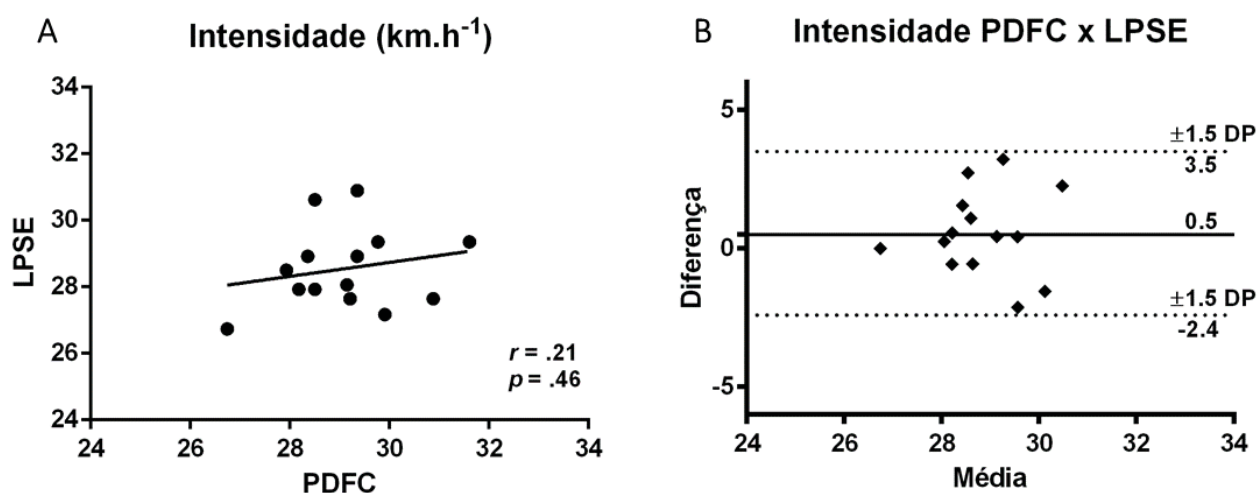 A
Intensidade (km.h⁻¹)
34
32
30
28
26
24
LPSE
r = .21
p = .46
24 26 28 30 32 34
PDFC
B
Intensidade PDFC x LPSE
5
0
-5
Diferença
±1.5 DP
3.5
0.5
±1.5 DP
-2.4
24 26 28 30 32 34
Média